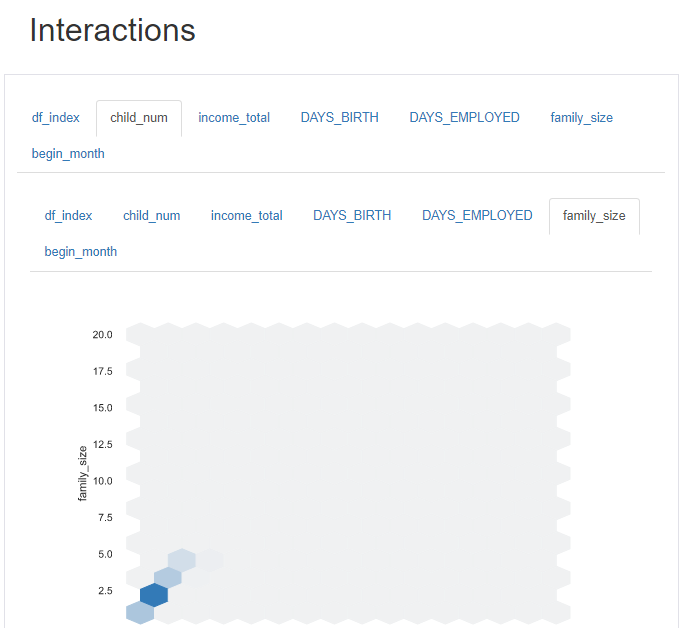 Interactions
df_index child_num income_total DAYS_BIRTH DAYS_EMPLOYED family_size
begin_month
df_index child_num income_total DAYS_BIRTH DAYS_EMPLOYED family_size
begin_month
20.0
17.5
15.0
12.5
family_size
10.0
7.5
5.0
2.5